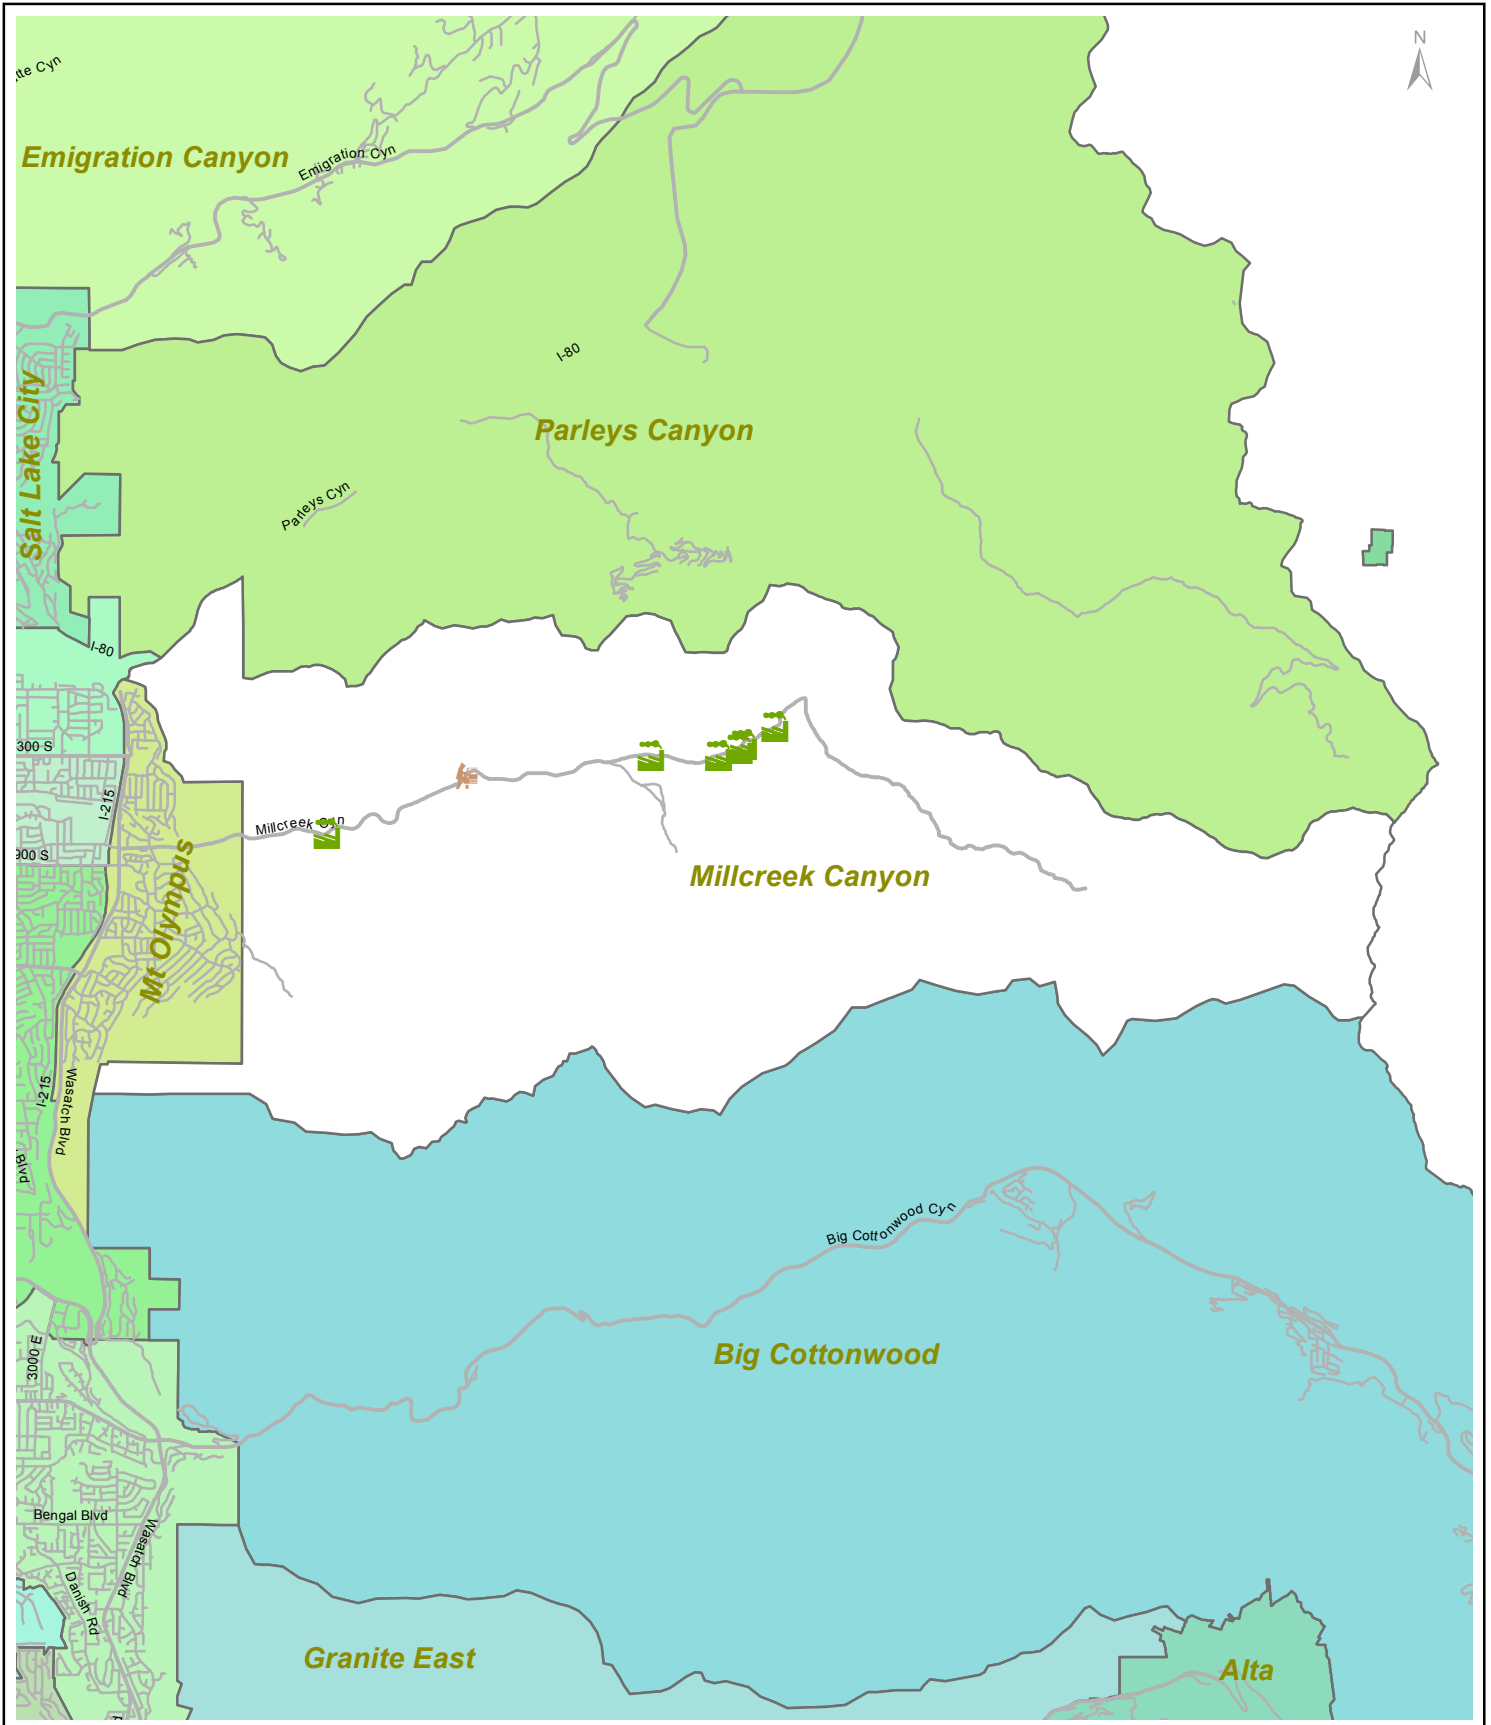 N
tte Cyn
Emigration Canyon
Emigration Cyn
I-80
Salt Lake City
Parleys Canyon
Parleys Cyn
I-80
300 S
I-215
Millcreek Cyn
900 S
Mt Olympus
Millcreek Canyon
I-215
Wasatch Blvd
Blvd
Big Cottonwood Cyn
3000 E
Big Cottonwood
Bengal Blvd
Wasatch Blvd
Danish Rd
Granite East
Alta